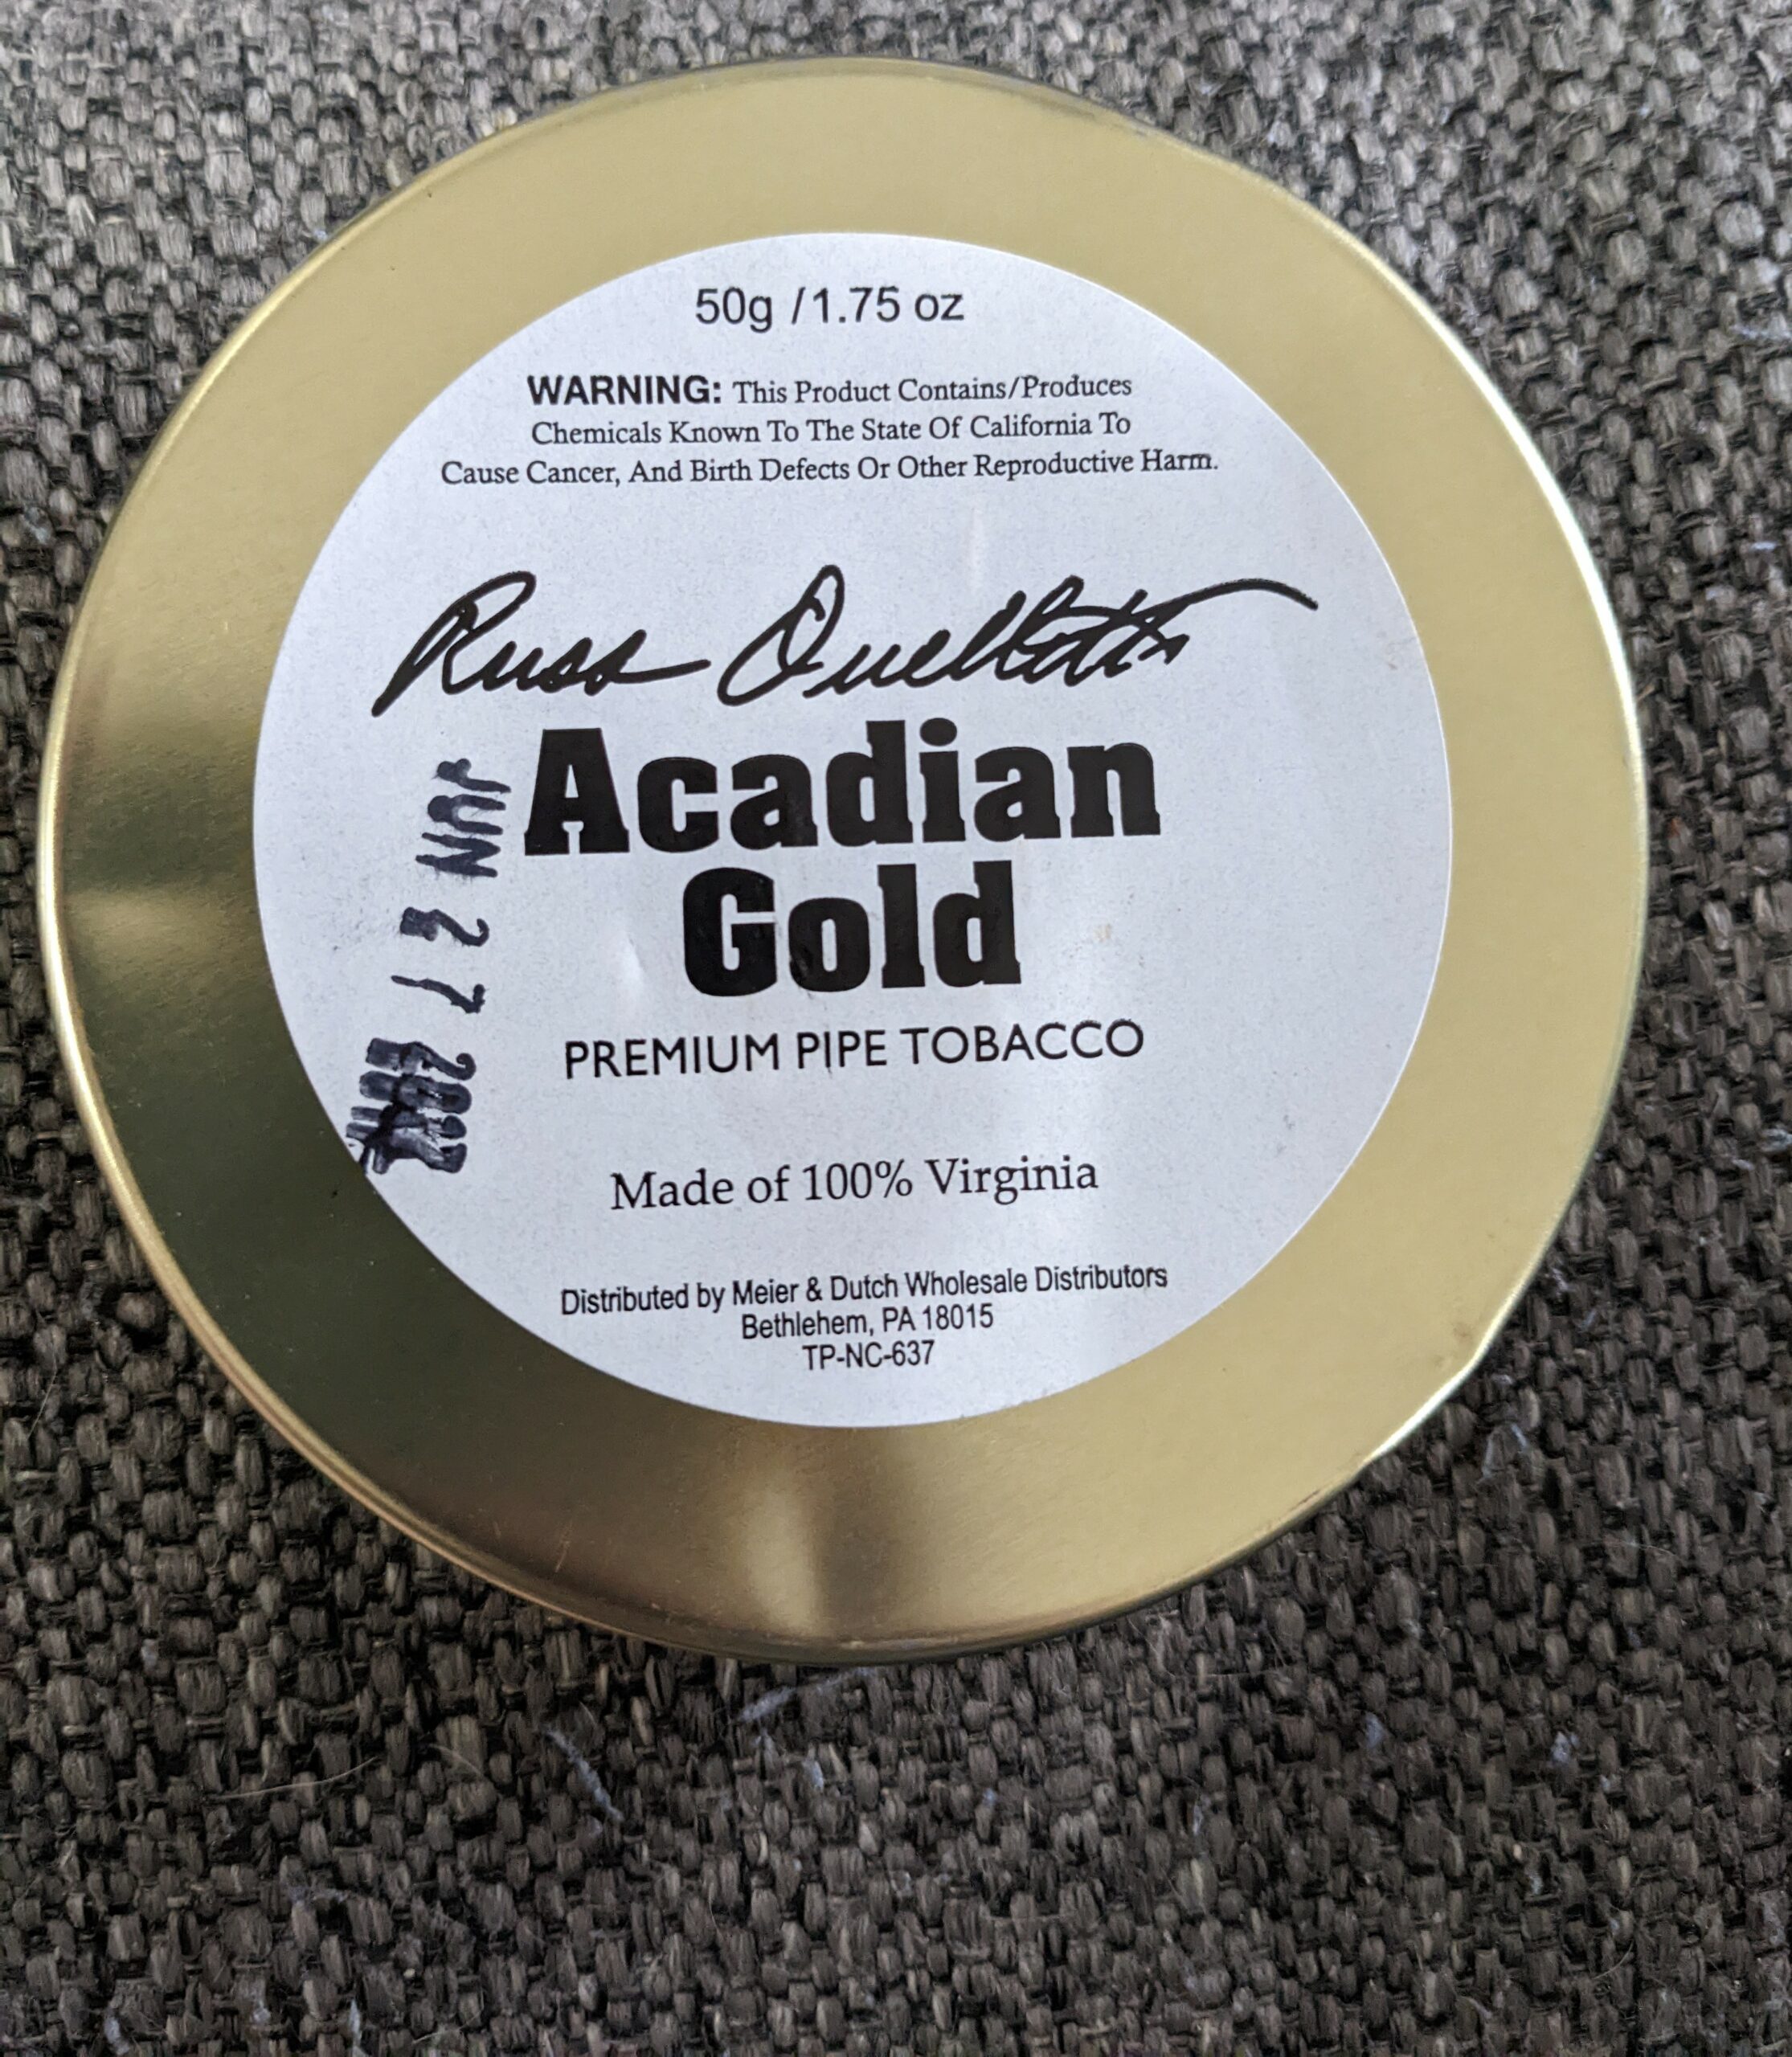 50g / 1.75 oz
WARNING: This Product Contains/Produces
Chemicals Known To The State Of California To
Cause Cancer, And Birth Defects Or Other Reproductive Harm.
Russ Ouellette
Acadian
Gold
JUN 27
PREMIUM PIPE TOBACCO
Made of 100% Virginia
Distributed by Meier & Dutch Wholesale Distributors
Bethlehem, PA 18015
TP-NC-637